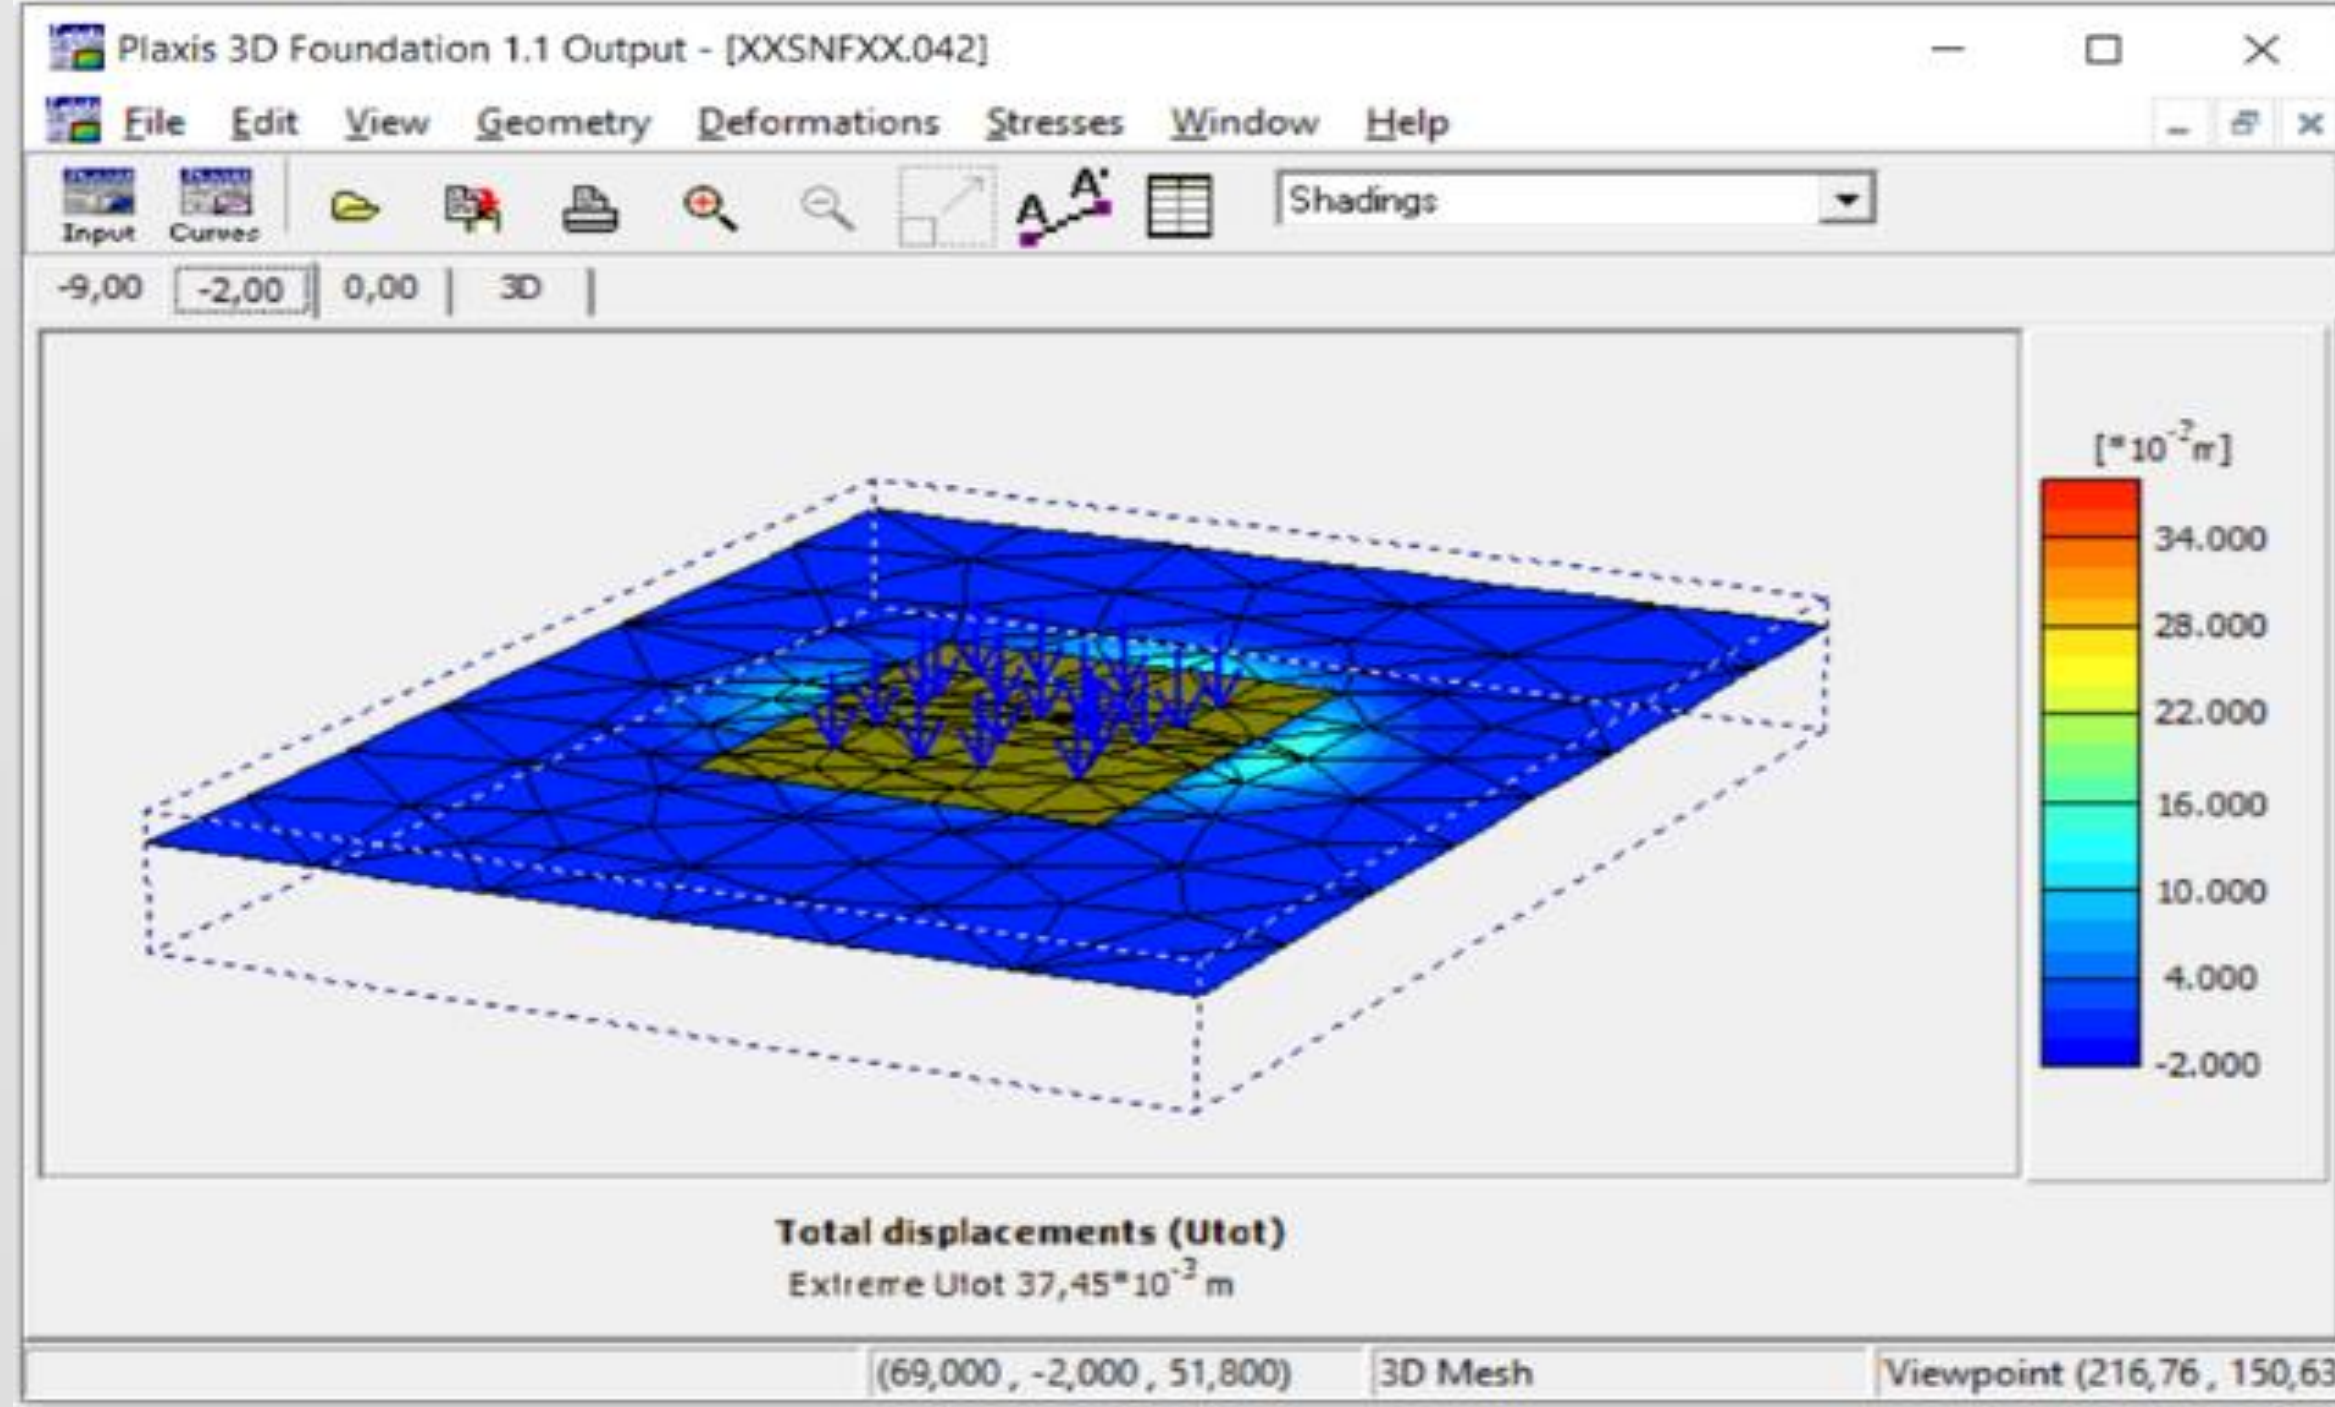 Plaxis 3D Foundation 1.1 Output - [XXSNFXX.042]
File Edit View Geometry Deformations Stresses Window Help
Input Curves A A' Shadings
-9,00 -2,00 0,00 3D
[*10⁻³m]
34.000
28.000
22.000
16.000
10.000
4.000
-2.000
Total displacements (Utot)
Extreme Utot 37,45*10⁻³ m
(69,000 , -2,000 , 51,800) 3D Mesh Viewpoint (216,76 , 150,63